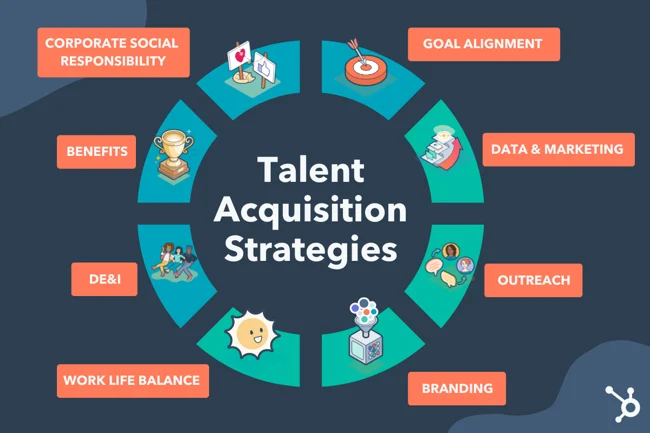 Talent
Acquisition
Strategies
GOAL ALIGNMENT
DATA & MARKETING
OUTREACH
BRANDING
WORK LIFE BALANCE
DE&I
BENEFITS
CORPORATE SOCIAL
RESPONSIBILITY